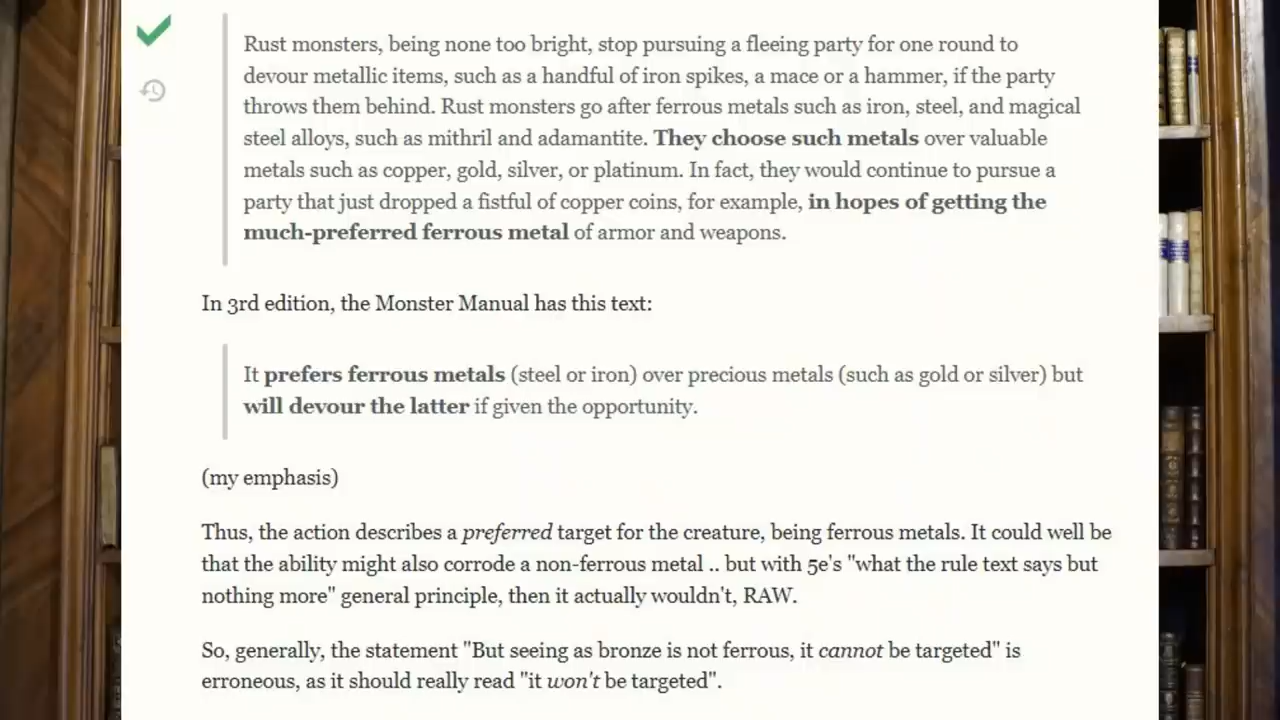 Rust monsters, being none too bright, stop pursuing a fleeing party for one round to
devour metallic items, such as a handful of iron spikes, a mace or a hammer, if the party
throws them behind. Rust monsters go after ferrous metals such as iron, steel, and magical
steel alloys, such as mithril and adamantite. They choose such metals over valuable
metals such as copper, gold, silver, or platinum. In fact, they would continue to pursue a
party that just dropped a fistful of copper coins, for example, in hopes of getting the
much-preferred ferrous metal of armor and weapons.
In 3rd edition, the Monster Manual has this text:
It prefers ferrous metals (steel or iron) over precious metals (such as gold or silver) but
will devour the latter if given the opportunity.
(my emphasis)
Thus, the action describes a preferred target for the creature, being ferrous metals. It could well be
that the ability might also corrode a non-ferrous metal .. but with 5e's "what the rule text says but
nothing more" general principle, then it actually wouldn't, RAW.
So, generally, the statement "But seeing as bronze is not ferrous, it cannot be targeted" is
erroneous, as it should really read "it won't be targeted".